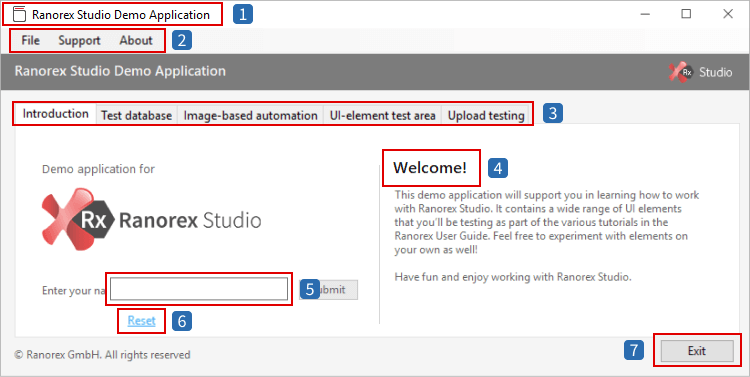 Ranorex Studio Demo Application 1
File Support About 2
Ranorex Studio Demo Application
Rx Studio
Introduction Test database Image-based automation UI-element test area Upload testing 3
Demo application for
Rx Ranorex Studio
Welcome! 4
This demo application will support you in learning how to work
with Ranorex Studio. It contains a wide range of UI elements
that you'll be testing as part of the various tutorials in the
Ranorex User Guide. Feel free to experiment with elements on
your own as well!
Have fun and enjoy working with Ranorex Studio.
Enter your na 5 ubmit
Reset 6
7 Exit
© Ranorex GmbH. All rights reserved